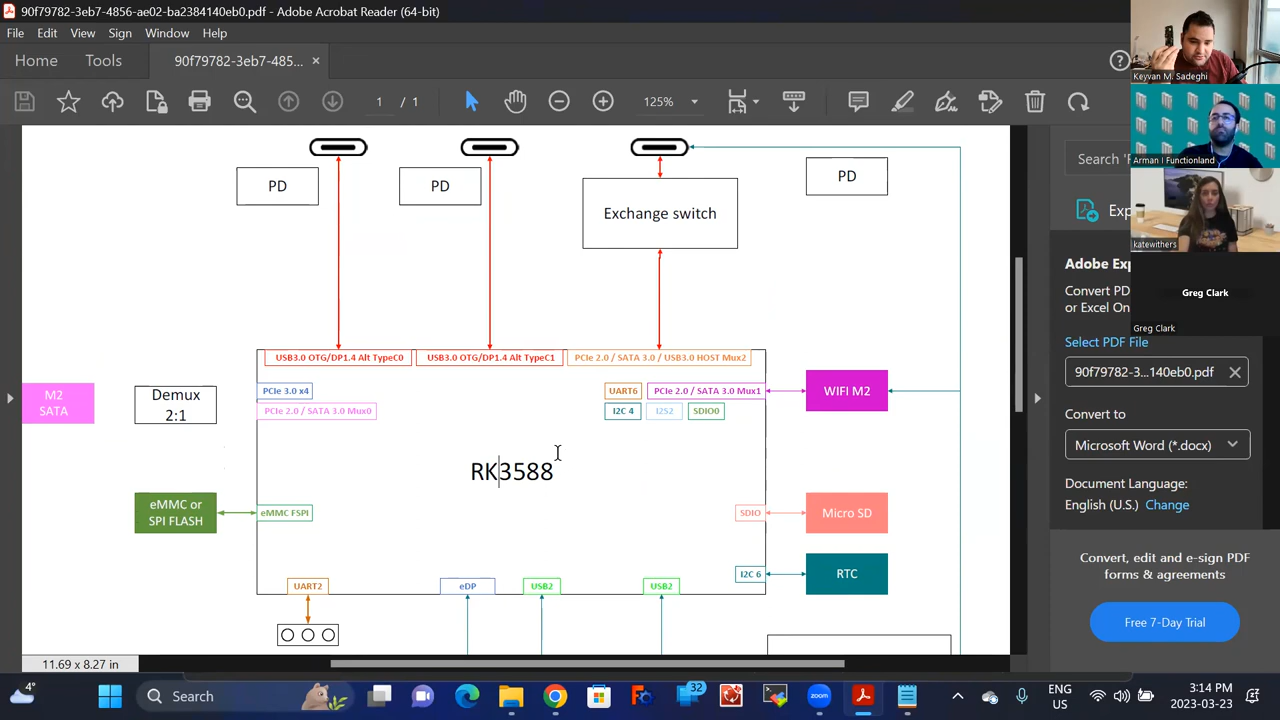 90f79782-3eb7-4856-ae02-ba2384140eb0.pdf - Adobe Acrobat Reader (64-bit)
File Edit View Sign Window Help
Home Tools 90f79782-3eb7-485... ×
1 / 1 125%
PD
PD
Exchange switch
PD
USB3.0 OTG/DP1.4 Alt TypeC0
USB3.0 OTG/DP1.4 Alt TypeC1
PCIe 2.0 / SATA 3.0 / USB3.0 HOST Mux2
M2
SATA
Demux
2:1
PCIe 3.0 x4
PCIe 2.0 / SATA 3.0 Mux0
UART6
PCIe 2.0 / SATA 3.0 Mux1
I2C 4
I2S2
SDIO0
WIFI M2
RK3588
eMMC or
SPI FLASH
eMMC FSPI
SDIO
Micro SD
I2C 6
RTC
UART2
eDP
USB2
USB2
11.69 x 8.27 in
Keyvan M. Sadeghi
Arman | Functionland
katewithers
Greg Clark
Greg Clark
Search '
Exp
Adobe Exp
Convert PD
or Excel On
Select PDF File
90f79782-3...140eb0.pdf
Convert to
Microsoft Word (*.docx)
Document Language:
English (U.S.) Change
Convert, edit and e-sign PDF
forms & agreements
Free 7-Day Trial
4°
Search
32
ENG
US
3:14 PM
2023-03-23